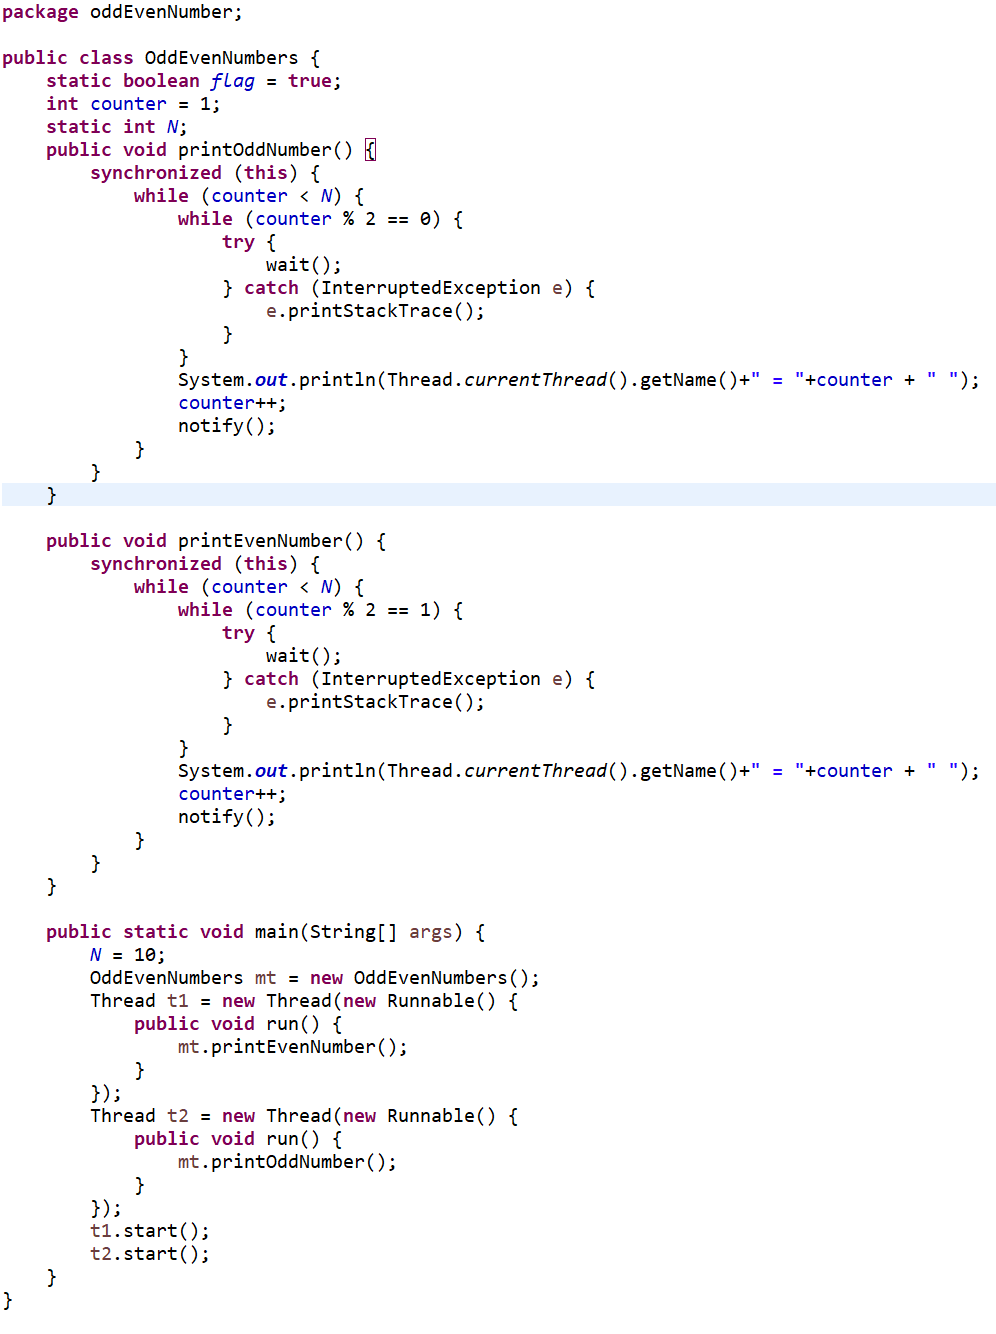 package oddEvenNumber;
public class OddEvenNumbers {
static boolean flag = true;
int counter = 1;
static int N;
public void printOddNumber() {
synchronized (this) {
while (counter < N) {
while (counter % 2 == 0) {
try {
wait();
} catch (InterruptedException e) {
e.printStackTrace();
}
}
System.out.println(Thread.currentThread().getName()+" = "+counter + " ");
counter++;
notify();
}
}
}
public void printEvenNumber() {
synchronized (this) {
while (counter < N) {
while (counter % 2 == 1) {
try {
wait();
} catch (InterruptedException e) {
e.printStackTrace();
}
}
System.out.println(Thread.currentThread().getName()+" = "+counter + " ");
counter++;
notify();
}
}
}
public static void main(String[] args) {
N = 10;
OddEvenNumbers mt = new OddEvenNumbers();
Thread t1 = new Thread(new Runnable() {
public void run() {
mt.printEvenNumber();
}
});
Thread t2 = new Thread(new Runnable() {
public void run() {
mt.printOddNumber();
}
});
t1.start();
t2.start();
}
}